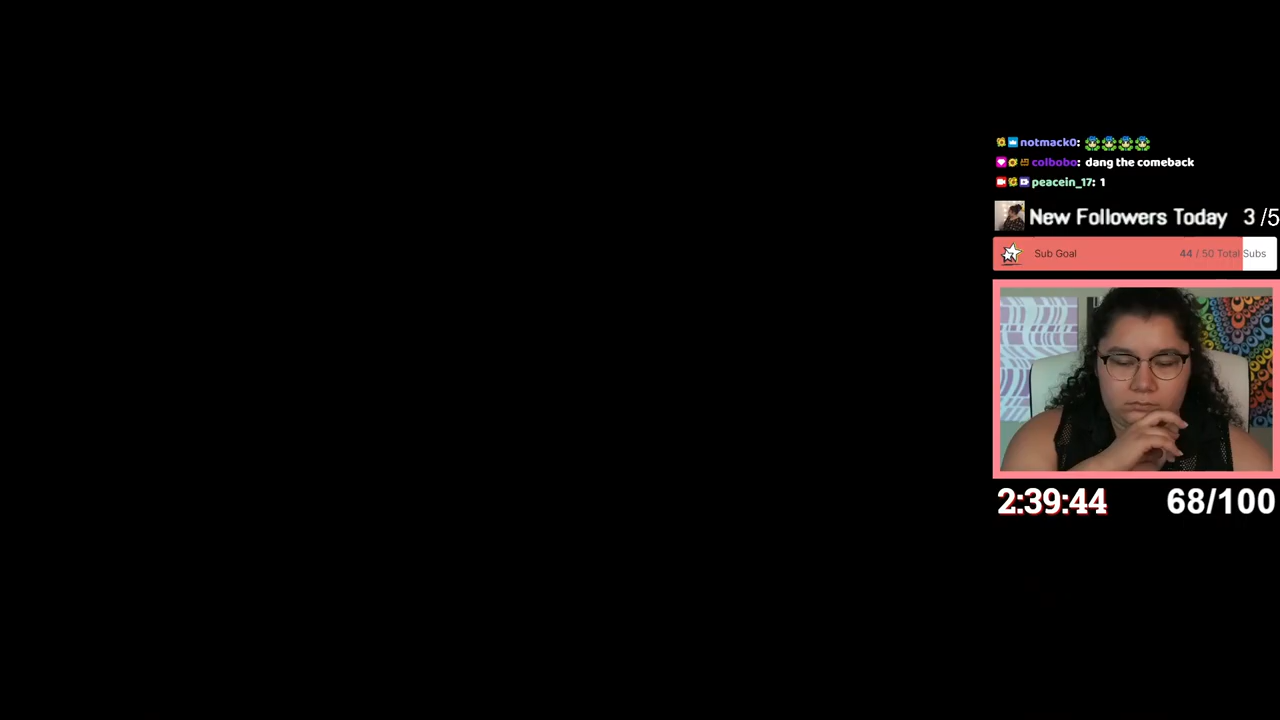 notmack0:
colbobo: dang the comeback
peacein_17: 1
New Followers Today 3 /5
Sub Goal 44 / 50 Total Subs
2:39:44 68/100